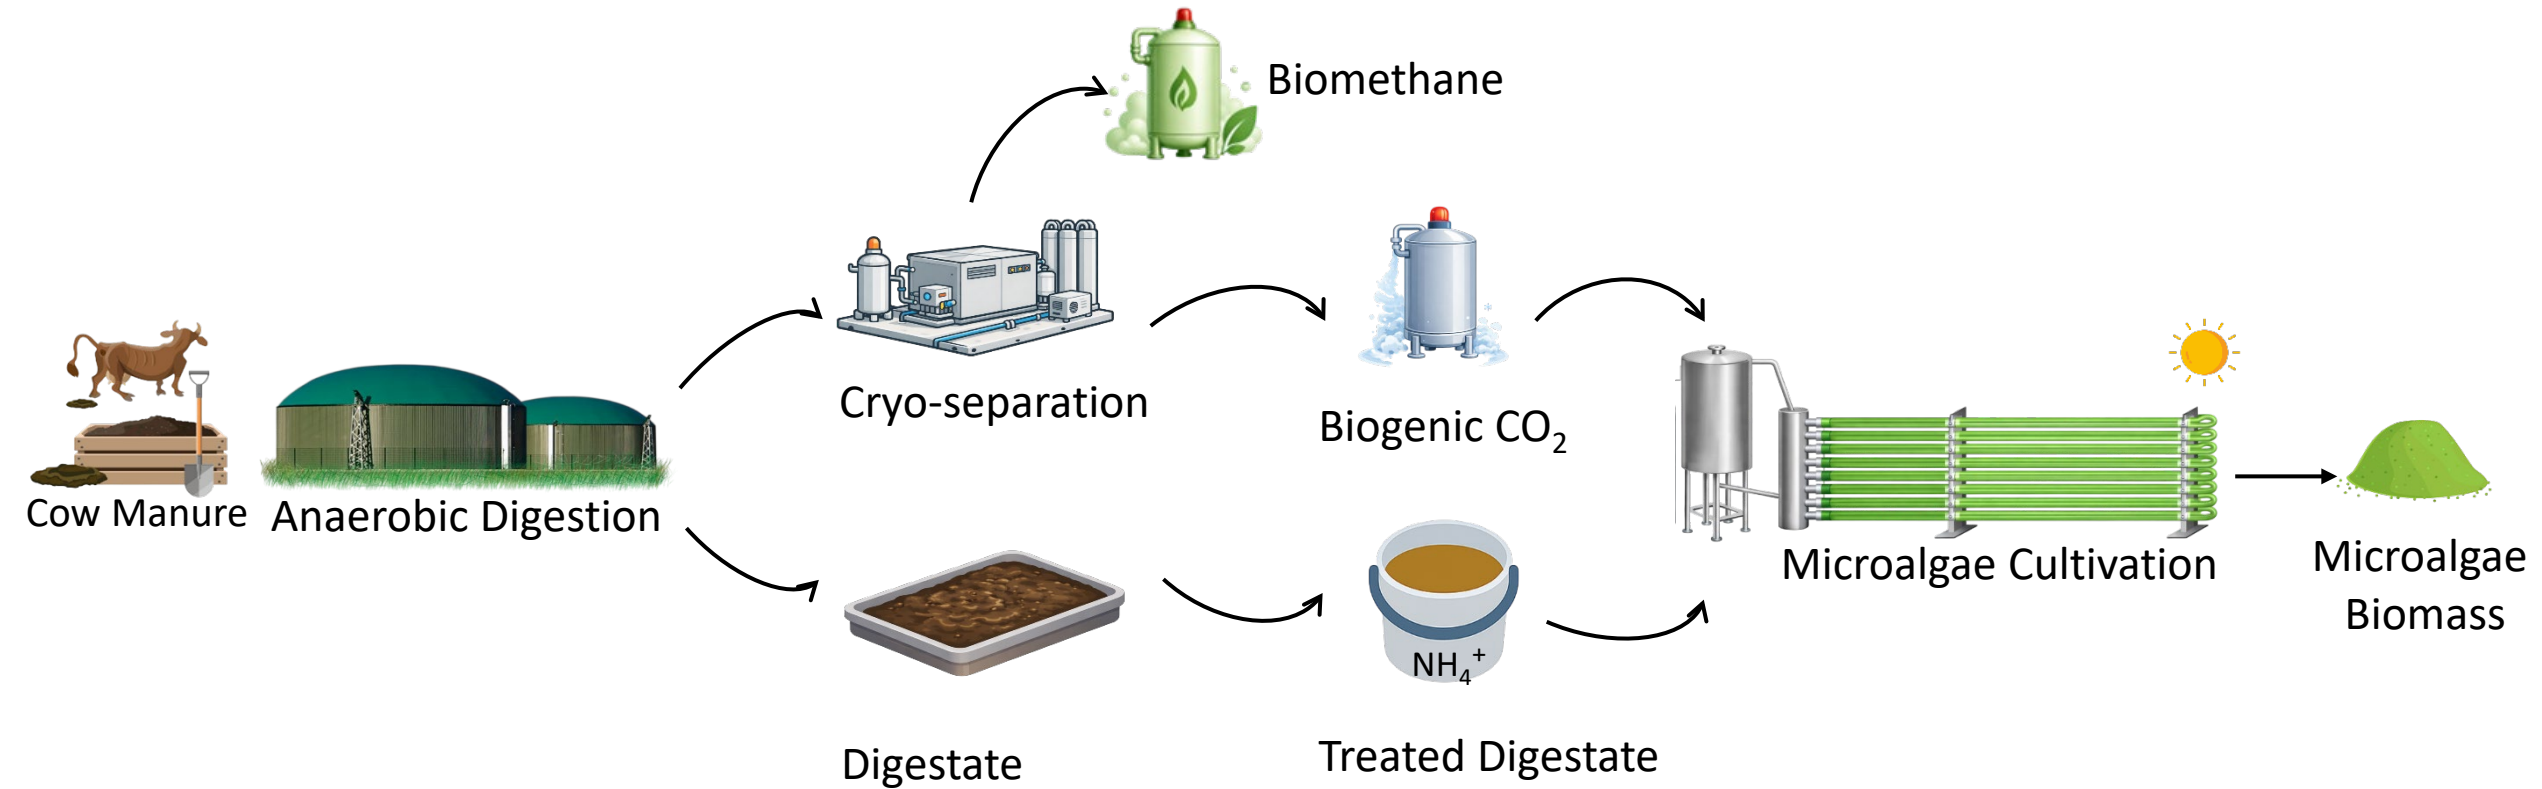 Biomethane
Cryo-separation
Biogenic CO₂
Cow Manure
Anaerobic Digestion
Microalgae Cultivation
Microalgae
Biomass
NH₄⁺
Digestate
Treated Digestate